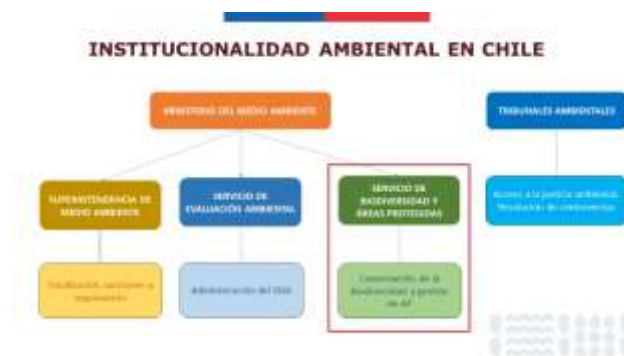 INSTITUCIONALIDAD AMBIENTAL EN CHILE
MINISTERIO DEL MEDIO AMBIENTE
TRIBUNALES AMBIENTALES
SUPERINTENDENCIA DE
MEDIO AMBIENTE
SERVICIO DE
EVALUACIÓN AMBIENTAL
SERVICIO DE
BIODIVERSIDAD Y
ÁREAS PROTEGIDAS
Acceso a la justicia ambiental
Resolución de controversias
Fiscalización, sanciones y
seguimiento
Administración del SEIA
Conservación de la
Biodiversidad y gestión
de AP